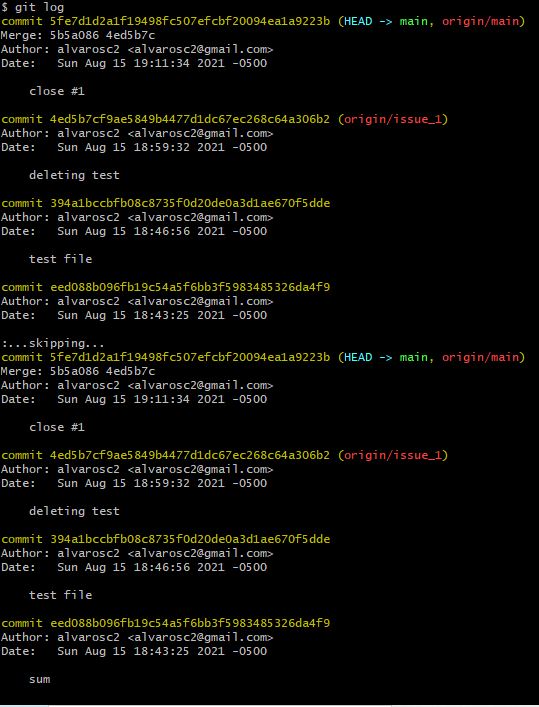 $ git log
commit 5fe7d1d2a1f19498fc507efcbf20094ea1a9223b (HEAD -> main, origin/main)
Merge: 5b5a086 4ed5b7c
Author: alvarosc2 <alvarosc2@gmail.com>
Date:   Sun Aug 15 19:11:34 2021 -0500
close #1
commit 4ed5b7cf9ae5849b4477d1dc67ec268c64a306b2 (origin/issue_1)
Author: alvarosc2 <alvarosc2@gmail.com>
Date:   Sun Aug 15 18:59:32 2021 -0500
deleting test
commit 394a1bccbfb08c8735f0d20de0a3d1ae670f5dde
Author: alvarosc2 <alvarosc2@gmail.com>
Date:   Sun Aug 15 18:46:56 2021 -0500
test file
commit eed088b096fb19c54a5f6bb3f5983485326da4f9
Author: alvarosc2 <alvarosc2@gmail.com>
Date:   Sun Aug 15 18:43:25 2021 -0500
:...skipping...
commit 5fe7d1d2a1f19498fc507efcbf20094ea1a9223b (HEAD -> main, origin/main)
Merge: 5b5a086 4ed5b7c
Author: alvarosc2 <alvarosc2@gmail.com>
Date:   Sun Aug 15 19:11:34 2021 -0500
close #1
commit 4ed5b7cf9ae5849b4477d1dc67ec268c64a306b2 (origin/issue_1)
Author: alvarosc2 <alvarosc2@gmail.com>
Date:   Sun Aug 15 18:59:32 2021 -0500
deleting test
commit 394a1bccbfb08c8735f0d20de0a3d1ae670f5dde
Author: alvarosc2 <alvarosc2@gmail.com>
Date:   Sun Aug 15 18:46:56 2021 -0500
test file
commit eed088b096fb19c54a5f6bb3f5983485326da4f9
Author: alvarosc2 <alvarosc2@gmail.com>
Date:   Sun Aug 15 18:43:25 2021 -0500
sum